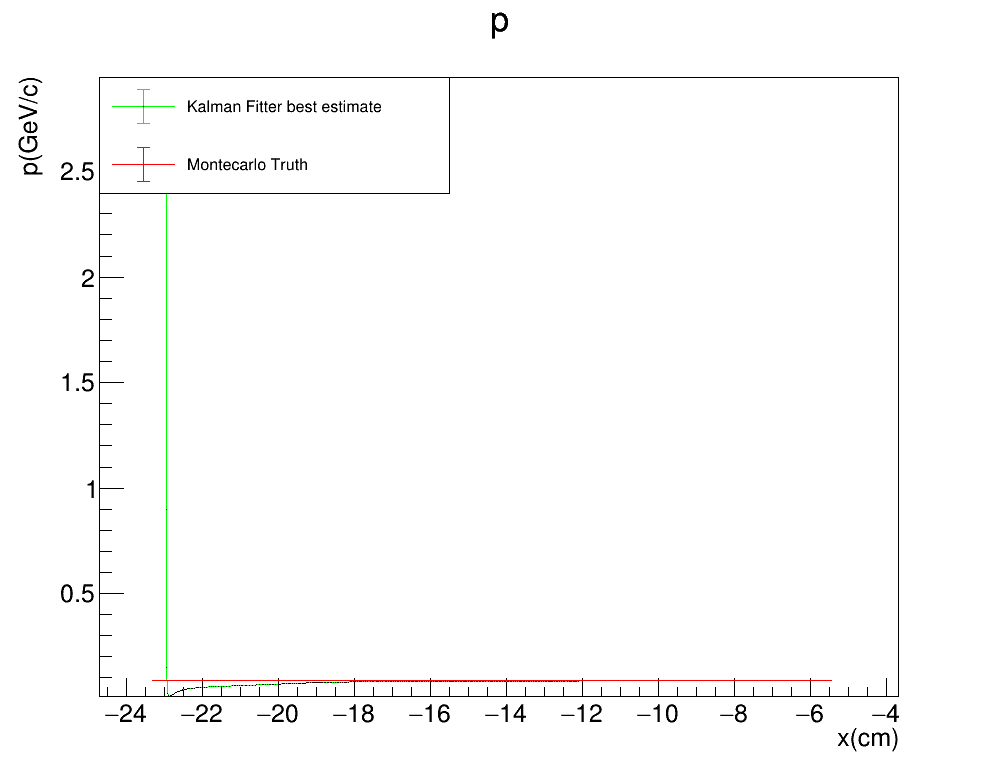 p
p(GeV/c)
Kalman Fitter best estimate
Montecarlo Truth
2.5
2
1.5
1
0.5
−24 −22 −20 −18 −16 −14 −12 −10 −8 −6 −4
x(cm)